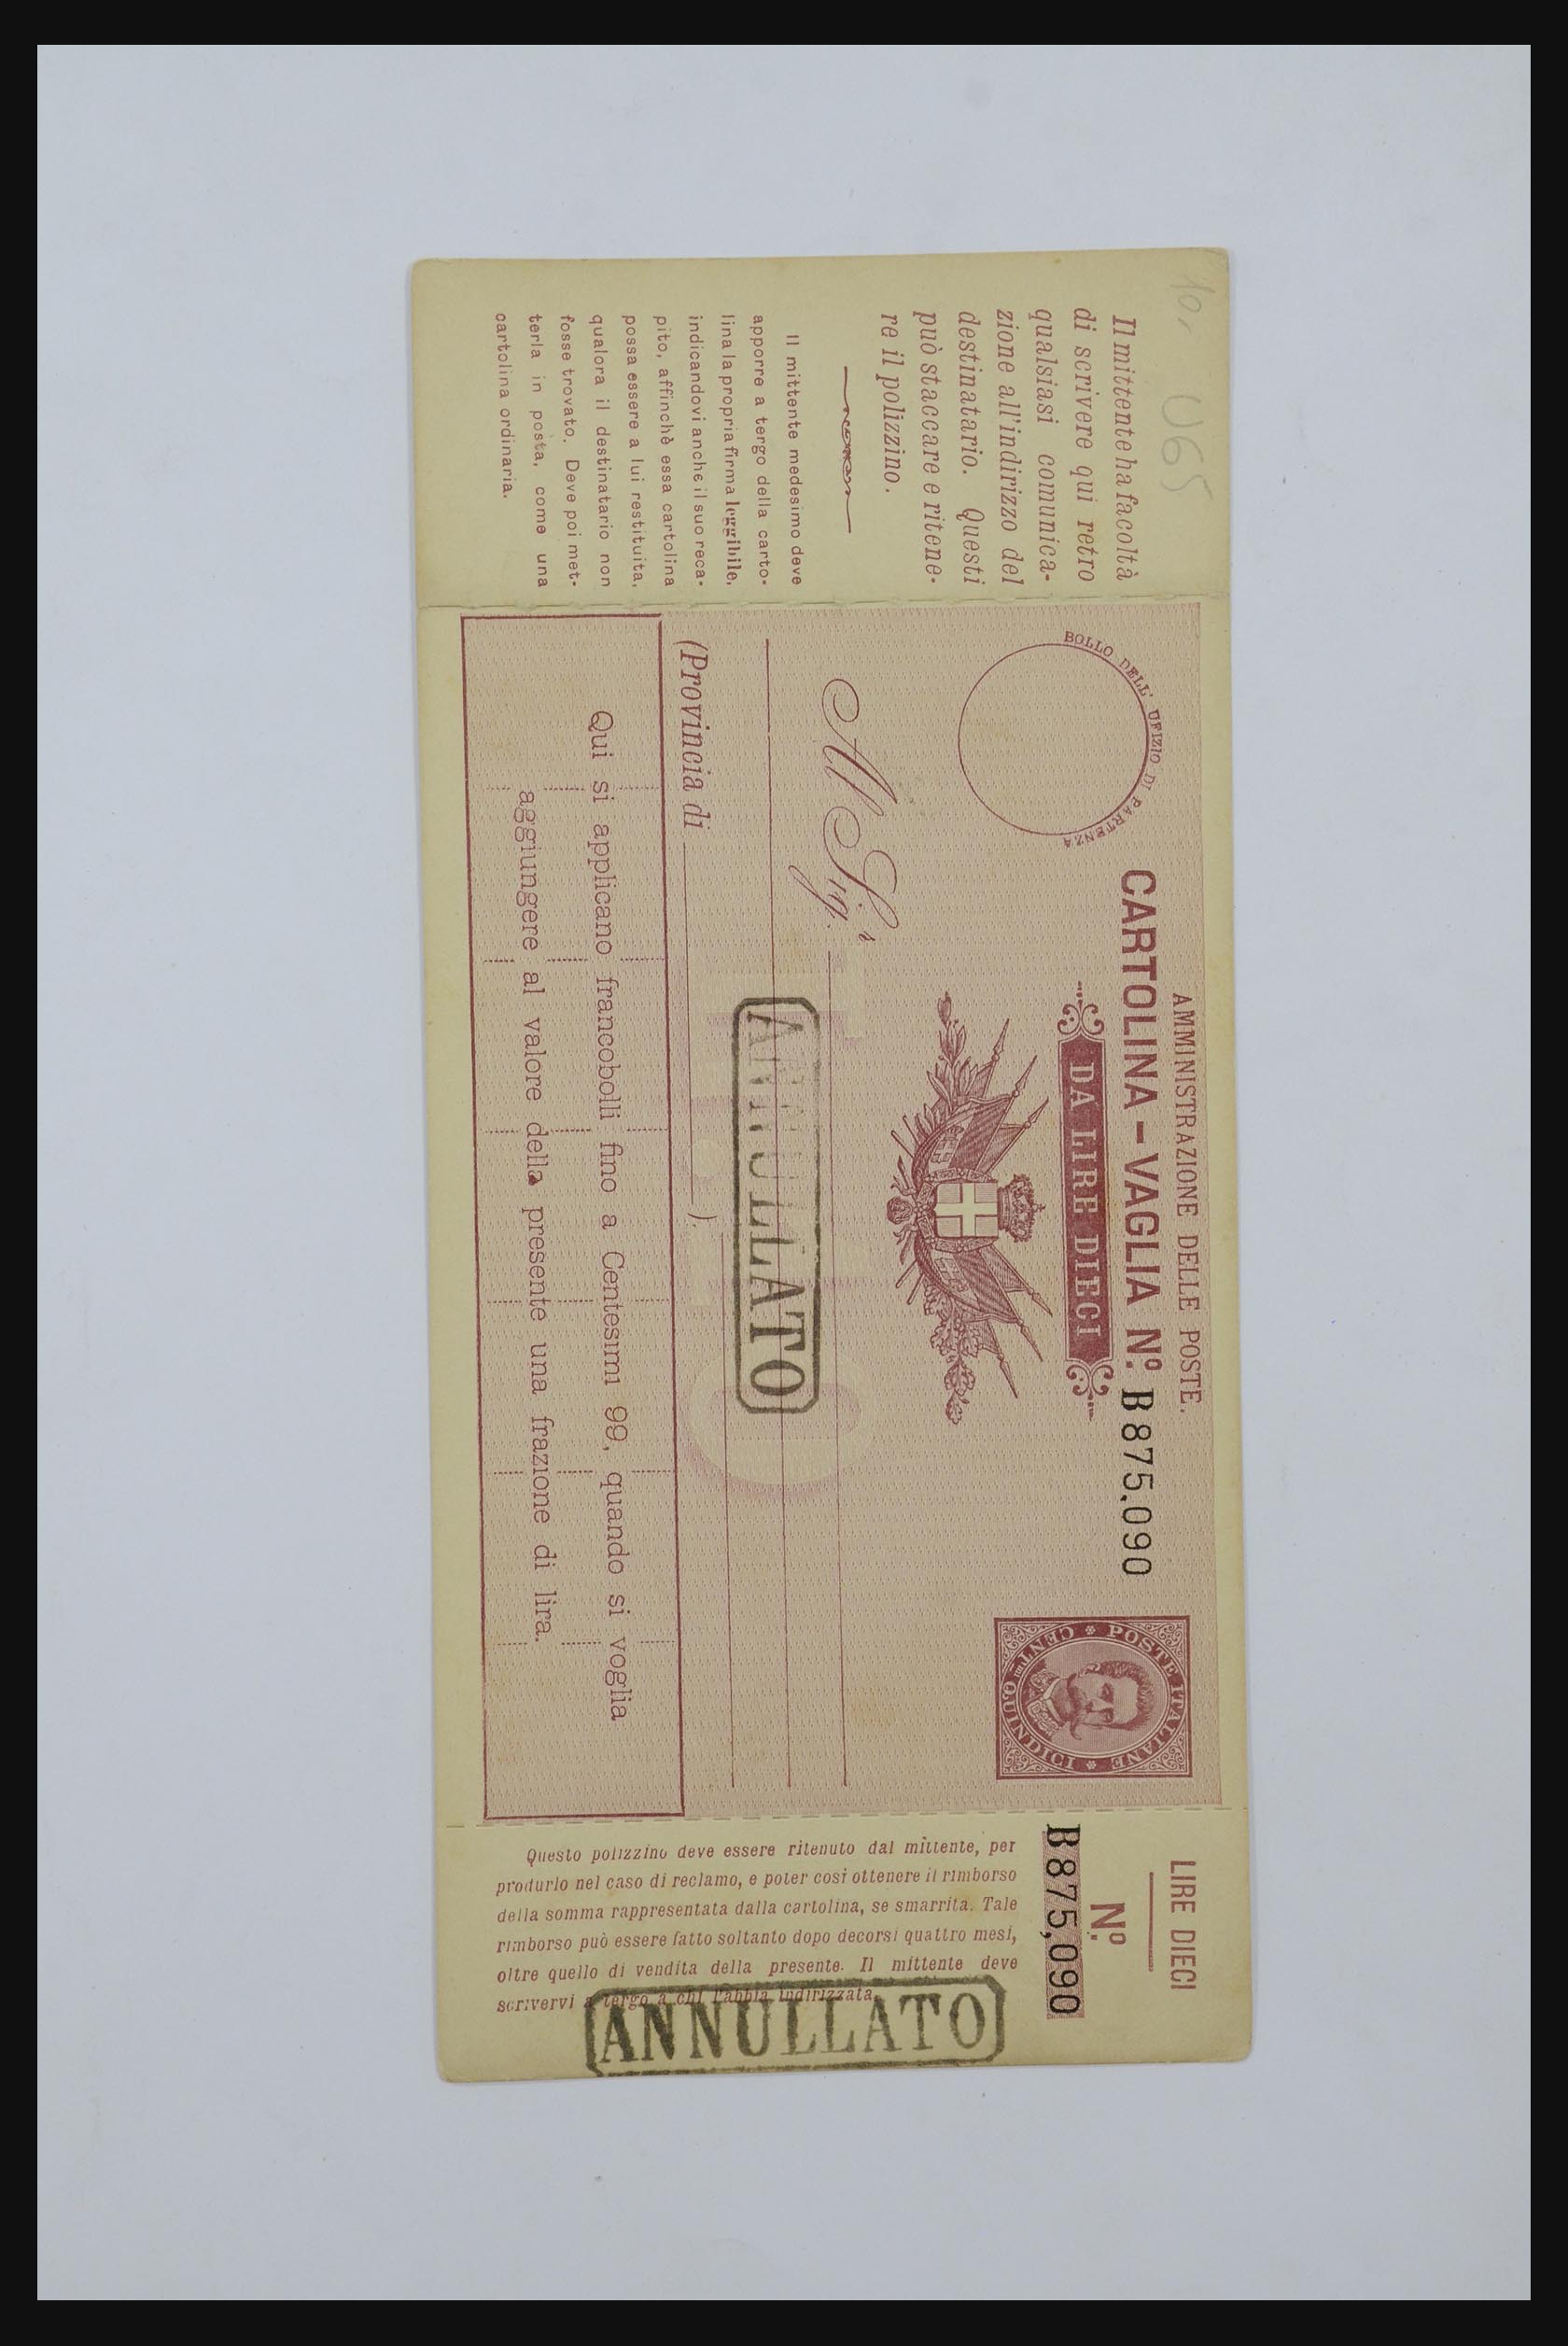 10.
U65
Il mittente ha facoltà
di scrivere qui retro
qualsiasi comunica-
zione all'indirizzo del
destinatario. Questi
può staccare e ritene-
re il polizzino.
Il mittente medesimo deve
apporre a tergo della carto-
lina la propria firma leggibile,
indicandovi anche il suo reca-
pito, affinchè essa cartolina
possa essere a lui restituita,
qualora il destinatario non
fosse trovato. Deve poi met-
terla in posta, come una
cartolina ordinaria.
BOLLO DELL' UFIZIO DI PARTENZA
AMMINISTRAZIONE DELLE POSTE.
CARTOLINA-VAGLIA Nº. B875.090
DA LIRE DIECI
POSTE ITALIANE
CENT.mi QUINDICI
Al Sig.r
ANNULLATO
(Provincia di ).
Qui si applicano francobolli fino a Centesimi 99, quando si voglia
aggiungere al valore della presente una frazione di lira.
LIRE DIECI
Nº.
B875,090
Questo polizzino deve essere ritenuto dal mittente, per
produrlo nel caso di reclamo, e poter così ottenere il rimborso
della somma rappresentata dalla cartolina, se smarrita. Tale
rimborso può essere fatto soltanto dopo decorsi quattro mesi,
oltre quello di vendita della presente. Il mittente deve
scrivervi a tergo a chi l'abbia indirizzata.
ANNULLATO